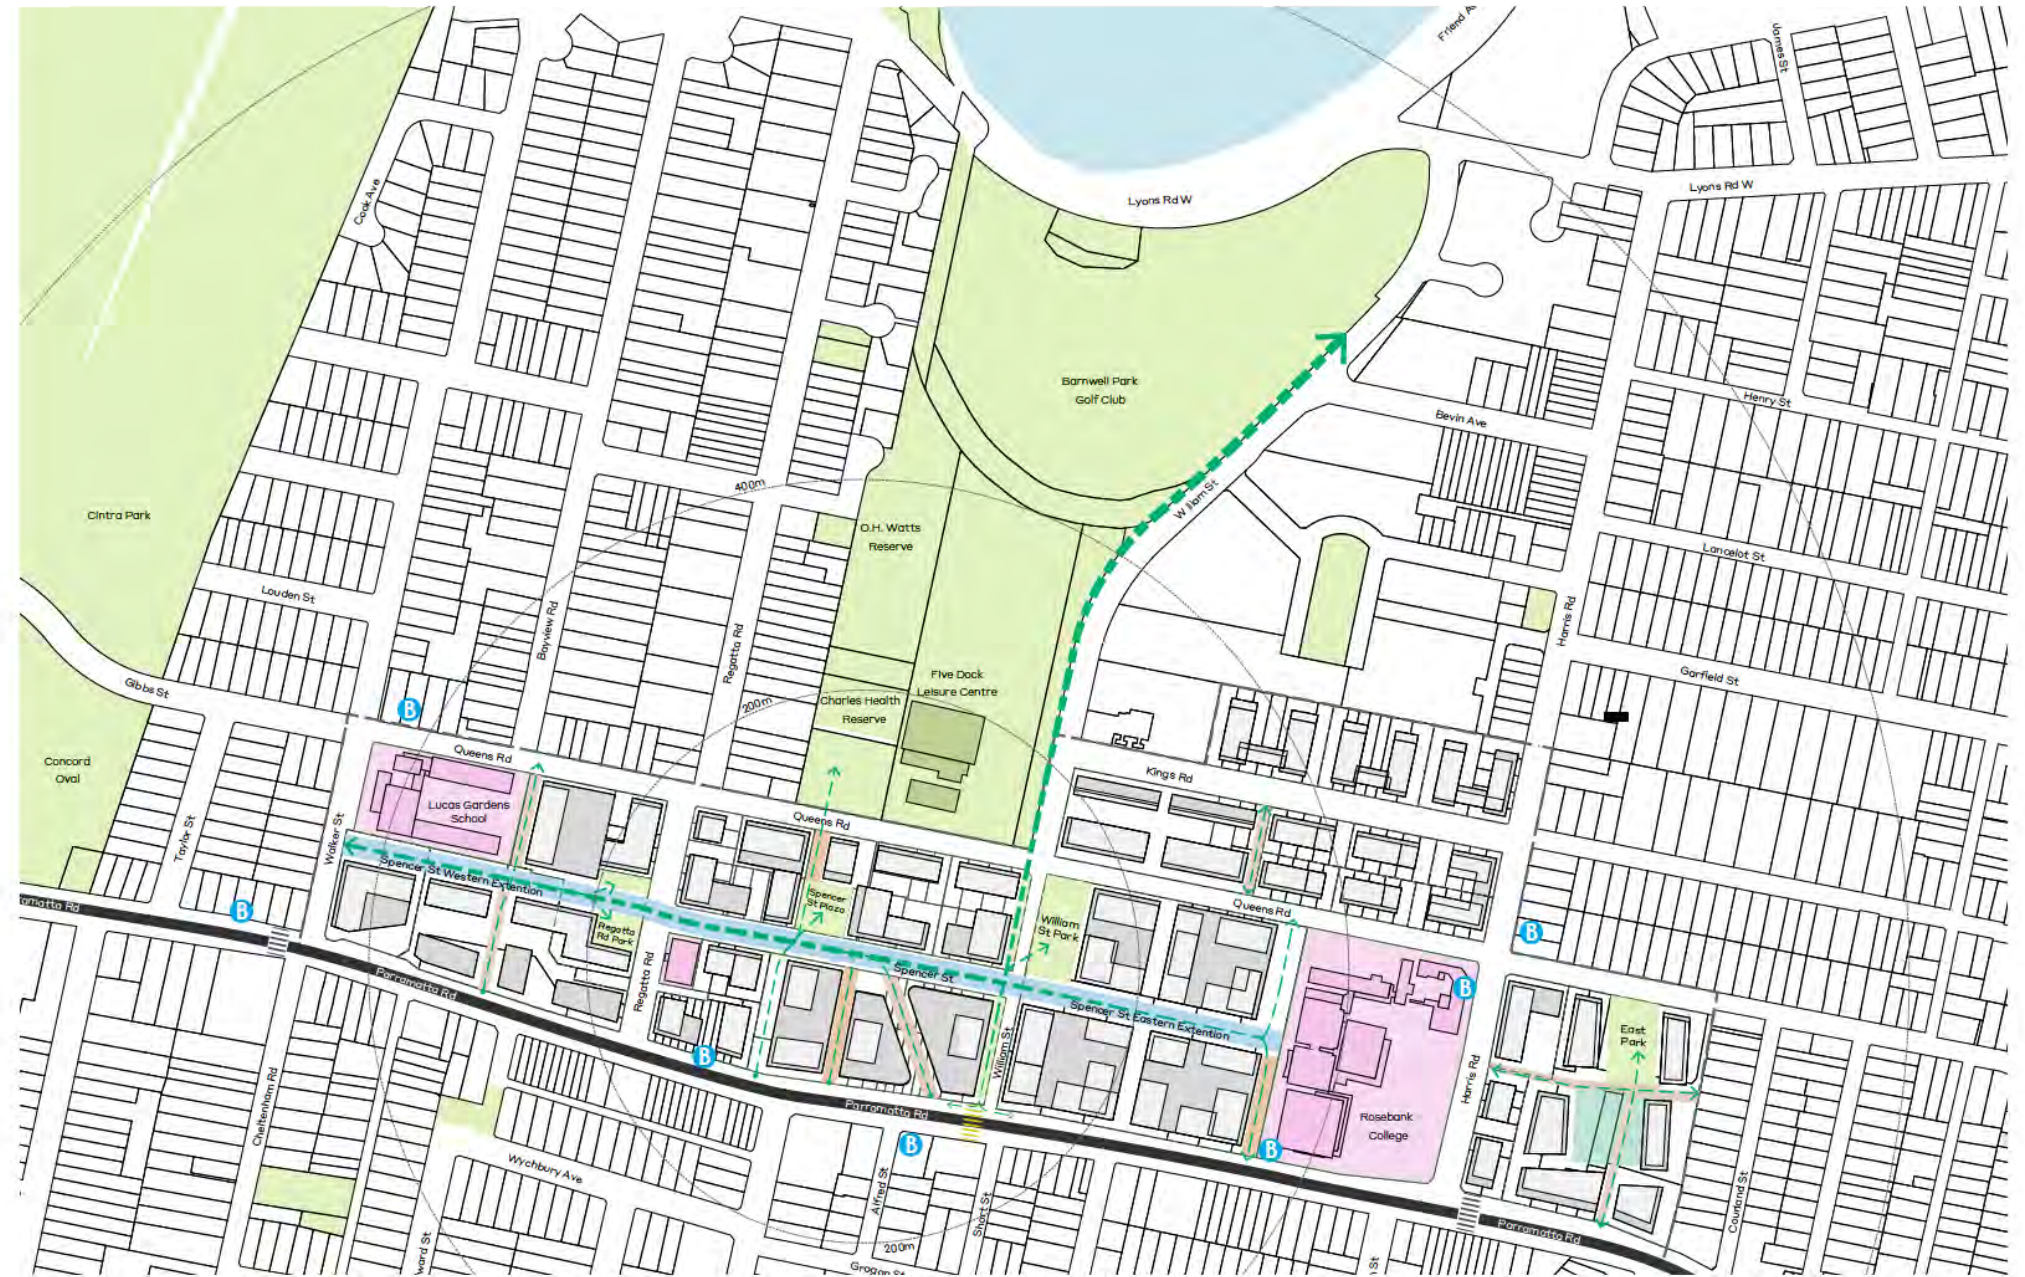 Friend
James St
Lyons Rd W
Lyons Rd W
Cook Ave
Barnwell Park
Golf Club
Henry St
Bevin Ave
400m
William St
Cintra Park
O.H. Watts
Reserve
Lancelot St
Louden St
Bayview Rd
Regatta Rd
Harris Rd
Gibbs St
Five Dock
Leisure Centre
Garfield St
200m
Charles Health
Reserve
B
Queens Rd
Concord
Oval
Kings Rd
Lucas Gardens
School
Queens Rd
Taylor St
Walker St
Spencer St Western Extention
Spencer
St Plaza
Queens Rd
B
Parramatta Rd
Regatta
Rd Park
William
St Park
B
Regatta Rd
Spencer St
Parramatta Rd
B
Spencer St Eastern Extention
East
Park
William St
B
Harris Rd
Cheltenham Rd
Parramatta Rd
Rosebank
College
B
B
Wychbury Ave
Alfred St
Short St
Courland St
Parramatta Rd
200m
ward St
St
Grogan St